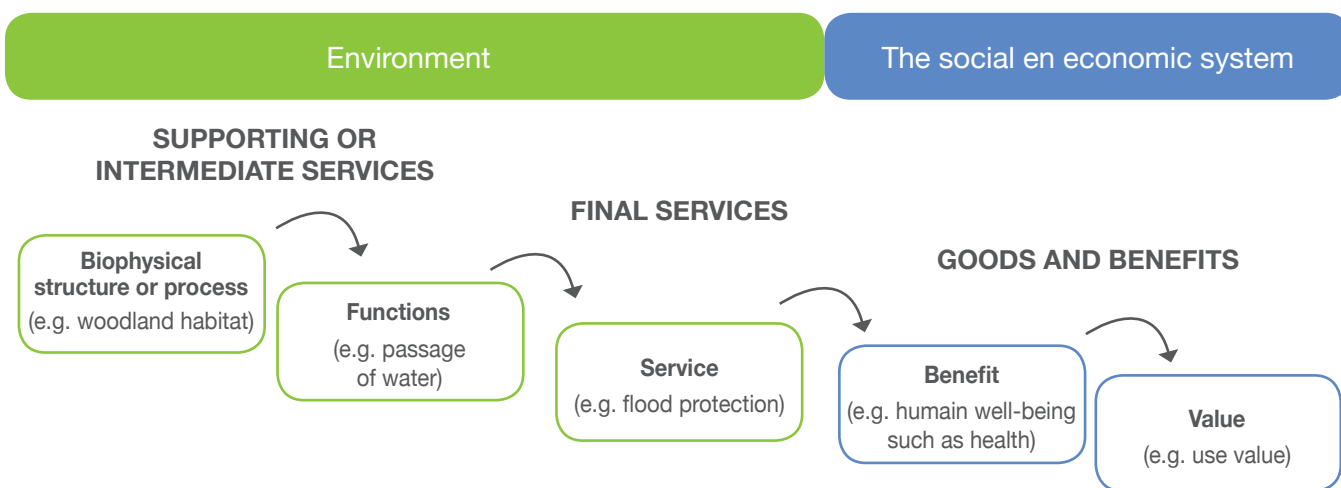 Environment
The social en economic system
SUPPORTING OR
INTERMEDIATE SERVICES
FINAL SERVICES
GOODS AND BENEFITS
Biophysical
structure or process
(e.g. woodland habitat)
Functions
(e.g. passage
of water)
Service
(e.g. flood protection)
Benefit
(e.g. humain well-being
such as health)
Value
(e.g. use value)